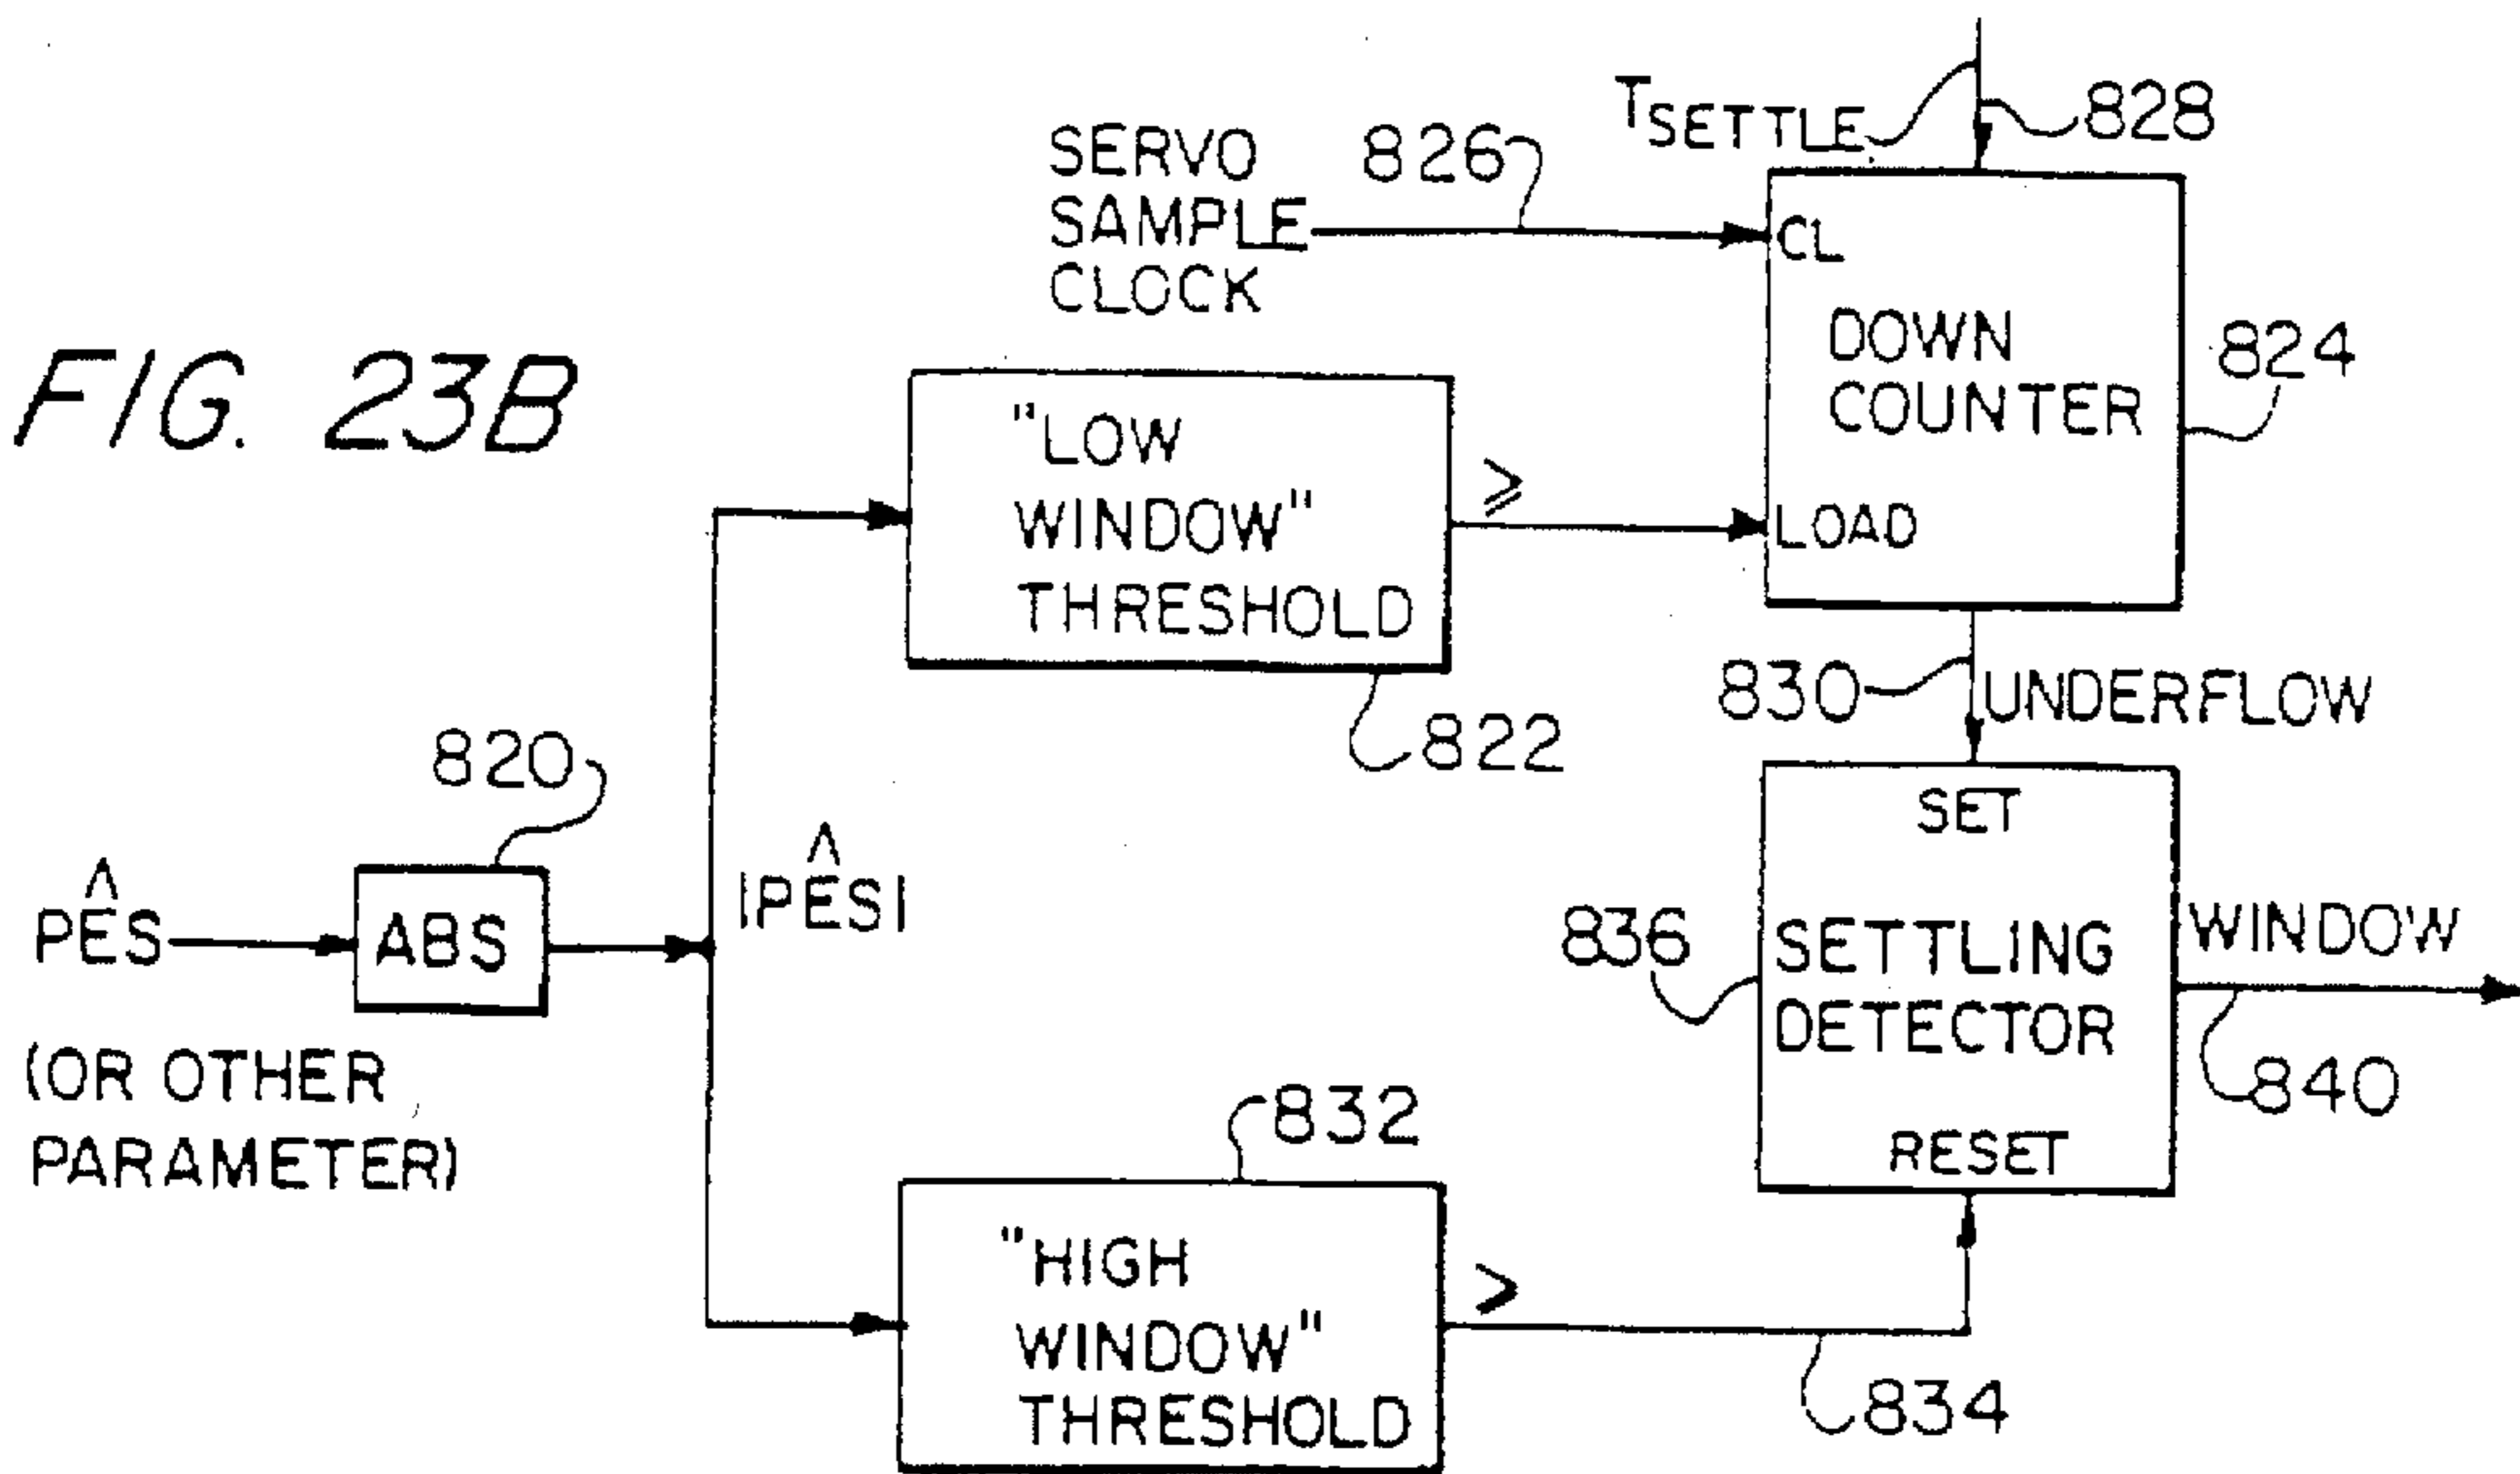 FIG. 23B
SERVO
SAMPLE
CLOCK
826
TSETTLE
828
CL
DOWN
COUNTER
LOAD
824
"LOW
WINDOW"
THRESHOLD
≥
822
830
UNDERFLOW
820
^
PES
ABS
(OR OTHER
PARAMETER)
^
|PES|
SET
SETTLING
DETECTOR
RESET
836
WINDOW
840
832
"HIGH
WINDOW"
THRESHOLD
>
834